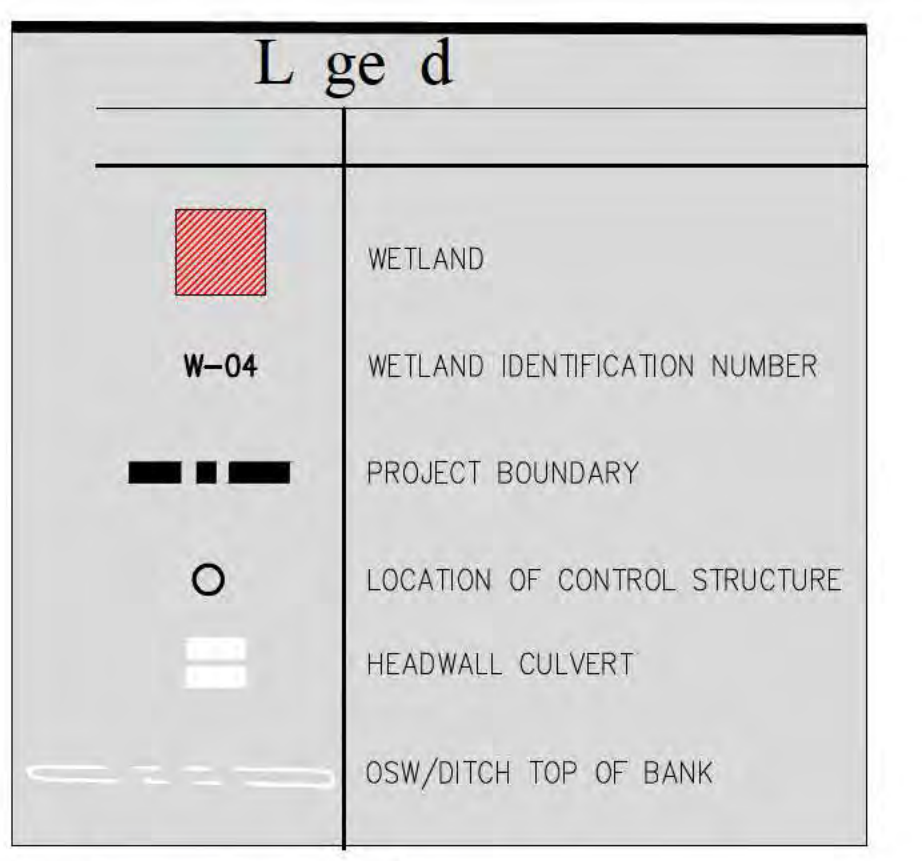 L ge d
WETLAND
W-04 WETLAND IDENTIFICATION NUMBER
PROJECT BOUNDARY
LOCATION OF CONTROL STRUCTURE
HEADWALL CULVERT
OSW/DITCH TOP OF BANK